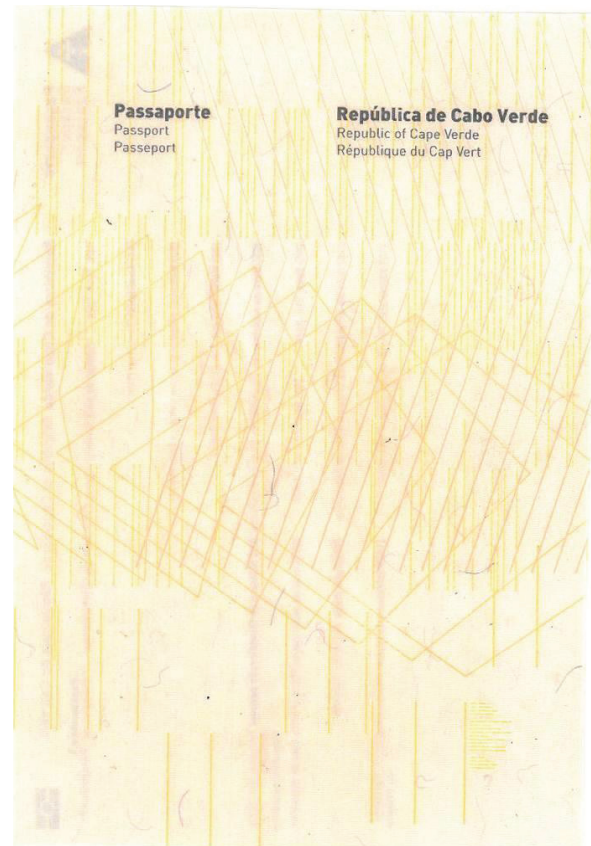 Passaporte
Passport
Passeport
República de Cabo Verde
Republic of Cape Verde
République du Cap Vert